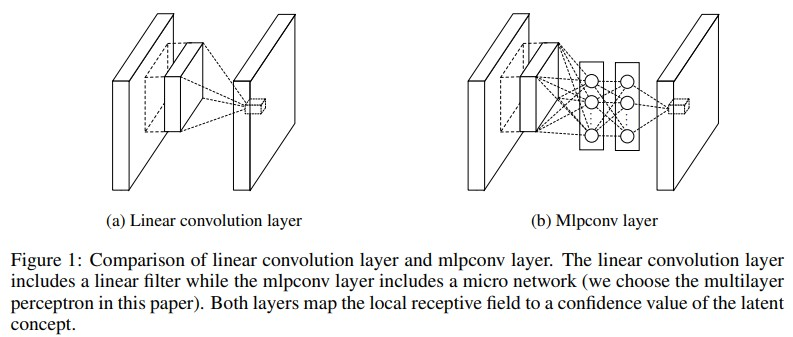 (a) Linear convolution layer
(b) Mlpconv layer
Figure 1: Comparison of linear convolution layer and mlpconv layer. The linear convolution layer
includes a linear filter while the mlpconv layer includes a micro network (we choose the multilayer
perceptron in this paper). Both layers map the local receptive field to a confidence value of the latent
concept.